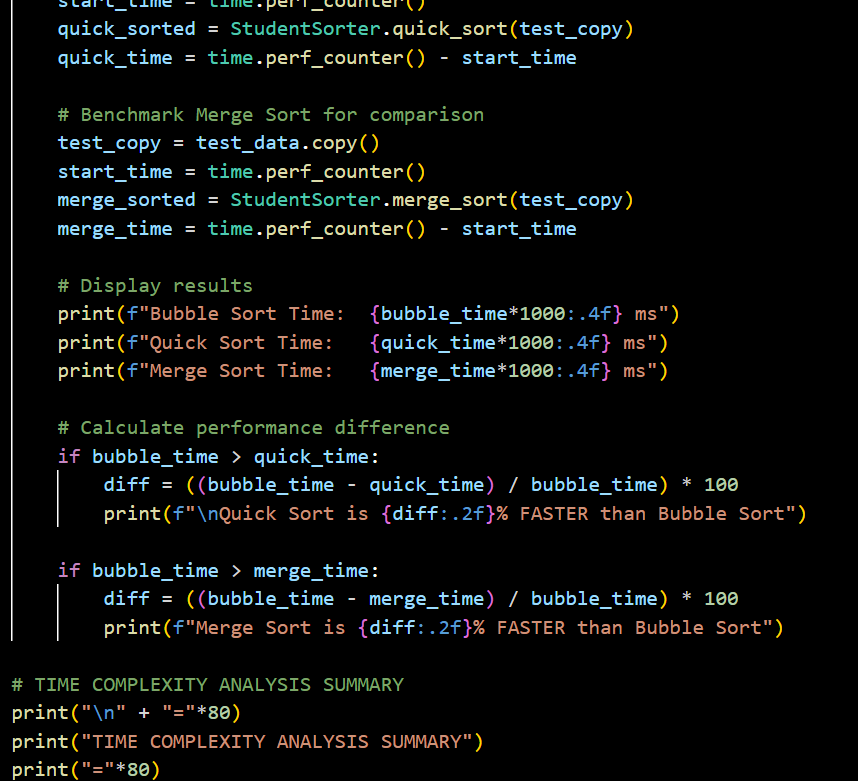 start_time = time.perf_counter()
quick_sorted = StudentSorter.quick_sort(test_copy)
quick_time = time.perf_counter() - start_time

# Benchmark Merge Sort for comparison
test_copy = test_data.copy()
start_time = time.perf_counter()
merge_sorted = StudentSorter.merge_sort(test_copy)
merge_time = time.perf_counter() - start_time

# Display results
print(f"Bubble Sort Time:  {bubble_time*1000:.4f} ms")
print(f"Quick Sort Time:   {quick_time*1000:.4f} ms")
print(f"Merge Sort Time:   {merge_time*1000:.4f} ms")

# Calculate performance difference
if bubble_time > quick_time:
    diff = ((bubble_time - quick_time) / bubble_time) * 100
    print(f"\nQuick Sort is {diff:.2f}% FASTER than Bubble Sort")

if bubble_time > merge_time:
    diff = ((bubble_time - merge_time) / bubble_time) * 100
    print(f"Merge Sort is {diff:.2f}% FASTER than Bubble Sort")

# TIME COMPLEXITY ANALYSIS SUMMARY
print("\n" + "="*80)
print("TIME COMPLEXITY ANALYSIS SUMMARY")
print("="*80)